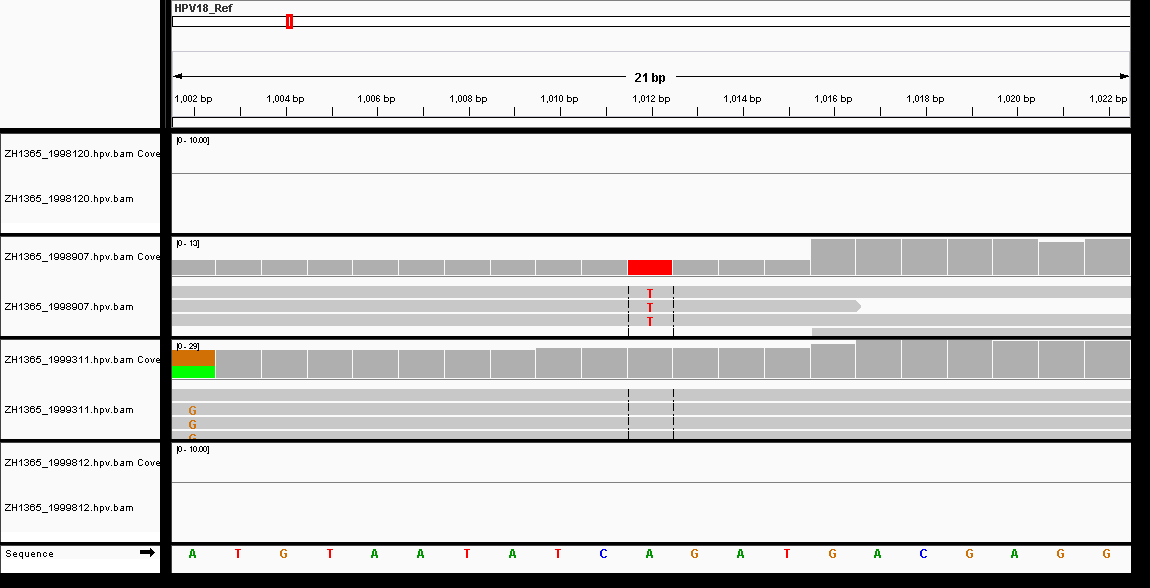 HPV18_Ref
21 bp
1,002 bp 1,004 bp 1,006 bp 1,008 bp 1,010 bp 1,012 bp 1,014 bp 1,016 bp 1,018 bp 1,020 bp 1,022 bp
ZH1365_1998120.hpv.bam Cove [0 - 10.00]
ZH1365_1998120.hpv.bam
ZH1365_1998907.hpv.bam Cove [0 - 13]
T
ZH1365_1998907.hpv.bam T
T
ZH1365_1999311.hpv.bam Cove [0 - 29]
ZH1365_1999311.hpv.bam G
G
G
ZH1365_1999812.hpv.bam Cove [0 - 10.00]
ZH1365_1999812.hpv.bam
Sequence A T G T A A T A T C A G A T G A C G A G G